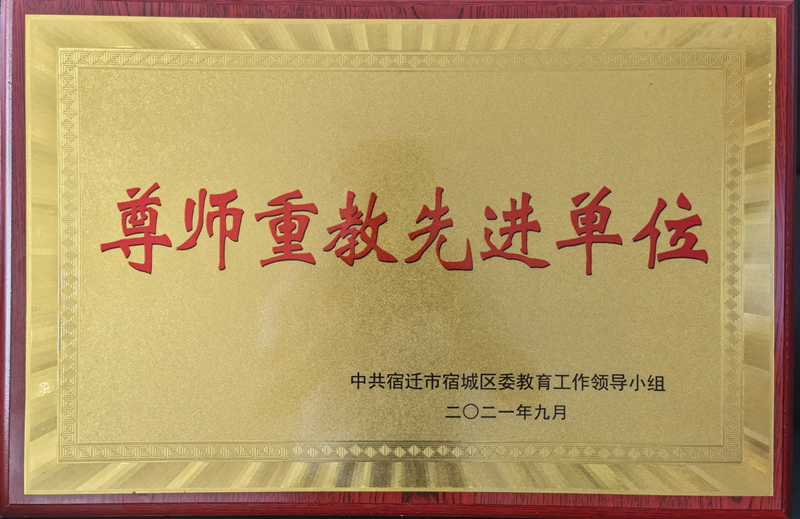 尊师重教先进单位
中共宿迁市宿城区委教育工作领导小组
二〇二一年九月